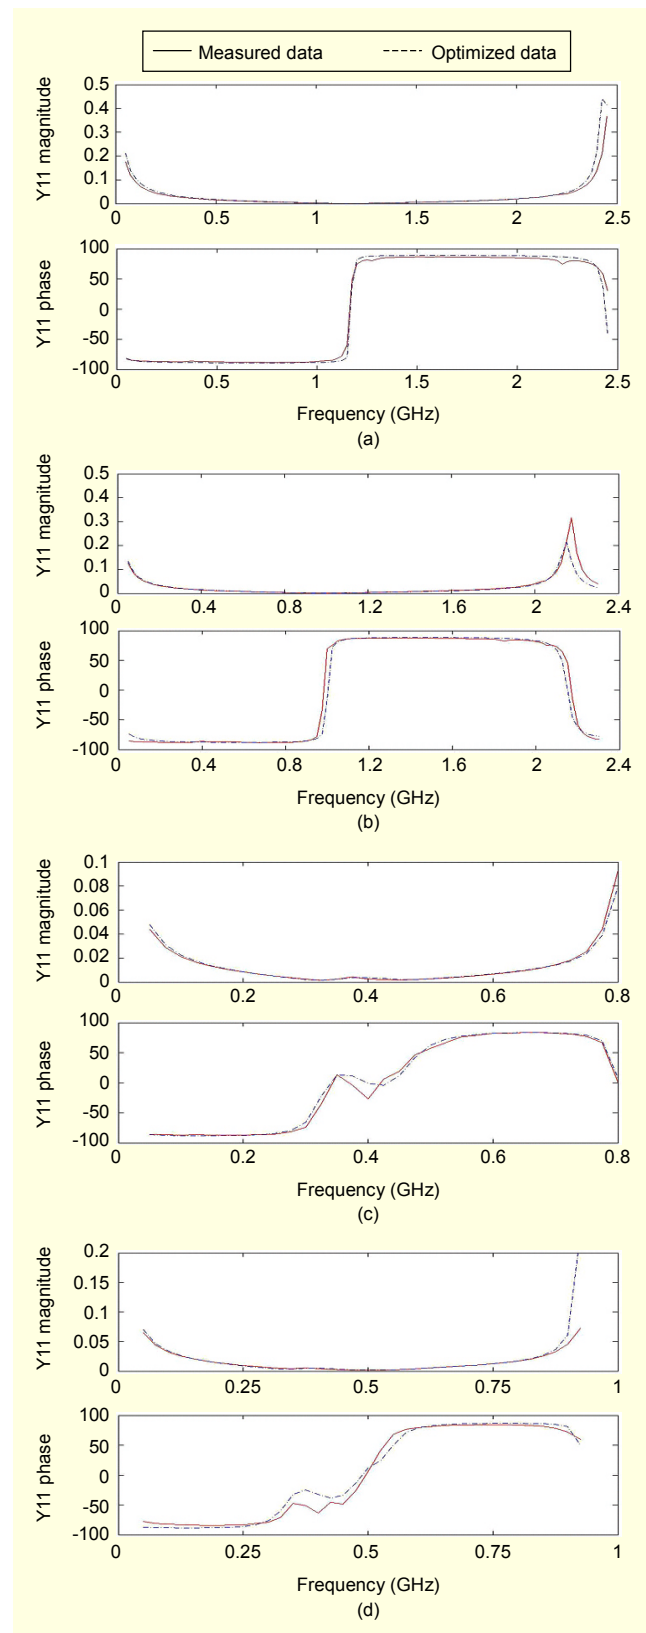 Measured data
Optimized data
Y11 magnitude
0.5
0.4
0.3
0.2
0.1
0
0 0.5 1 1.5 2 2.5
Y11 phase
100
50
0
-50
-100
0 0.5 1 1.5 2 2.5
Frequency (GHz)
(a)
Y11 magnitude
0.5
0.4
0.3
0.2
0.1
0
0 0.4 0.8 1.2 1.6 2 2.4
Y11 phase
100
50
0
-50
-100
0 0.4 0.8 1.2 1.6 2 2.4
Frequency (GHz)
(b)
Y11 magnitude
0.1
0.08
0.06
0.04
0.02
0
0 0.2 0.4 0.6 0.8
Y11 phase
100
50
0
-50
-100
0 0.2 0.4 0.6 0.8
Frequency (GHz)
(c)
Y11 magnitude
0.2
0.15
0.1
0.05
0
0 0.25 0.5 0.75 1
Y11 phase
100
50
0
-50
-100
0 0.25 0.5 0.75 1
Frequency (GHz)
(d)